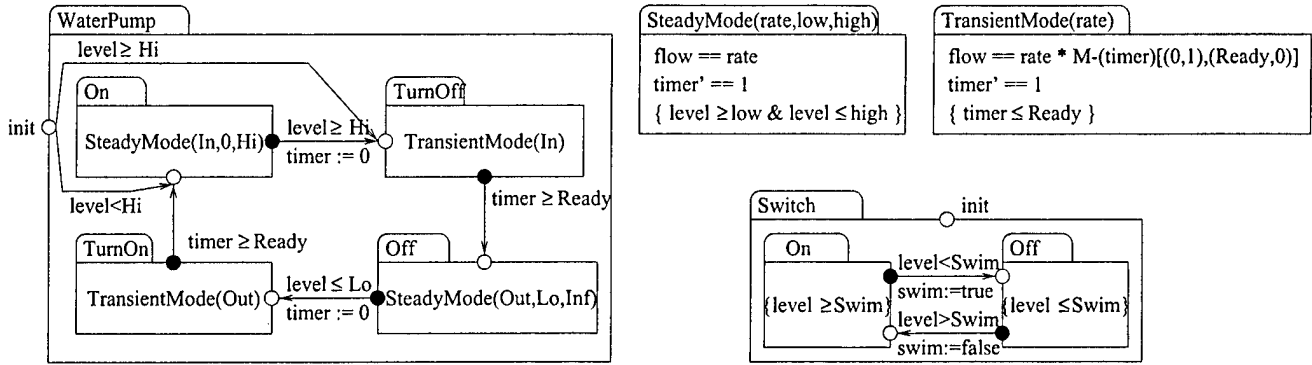 WaterPump
level ≥ Hi
On
SteadyMode(In,0,Hi)
level ≥ Hi
timer := 0
TurnOff
TransientMode(In)
init
level<Hi
timer ≥ Ready
timer ≥ Ready
TurnOn
TransientMode(Out)
level ≤ Lo
timer := 0
Off
SteadyMode(Out,Lo,Inf)
SteadyMode(rate,low,high)
flow == rate
timer' == 1
{ level ≥ low & level ≤ high }
TransientMode(rate)
flow == rate * M-(timer)[(0,1),(Ready,0)]
timer' == 1
{ timer ≤ Ready }
Switch
init
On
{level ≥Swim}
level<Swim
swim:=true
level>Swim
swim:=false
Off
{level ≤Swim}